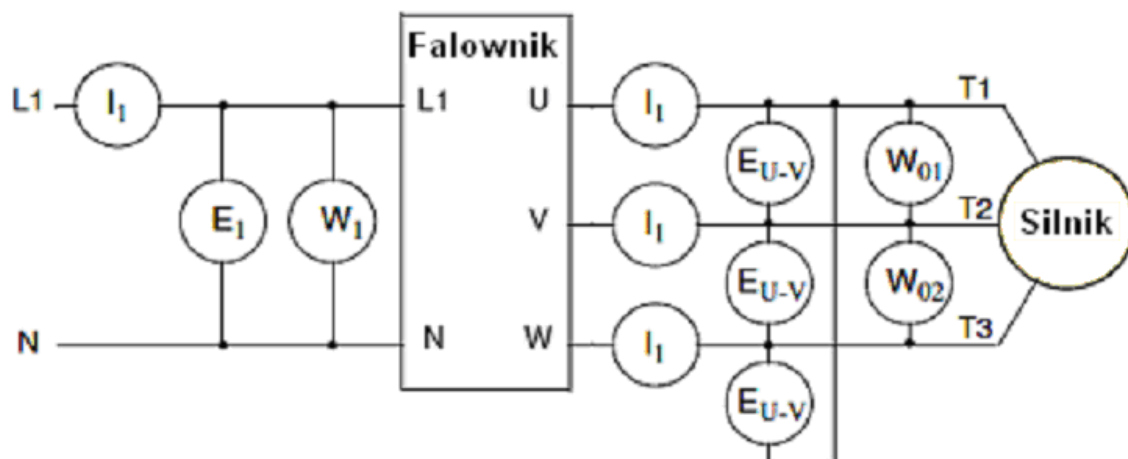 Falownik
L1 I1 L1 U I1 T1
EU-V W01
E1 W1 V I1 T2 Silnik
EU-V W02
N N W I1 T3
EU-V